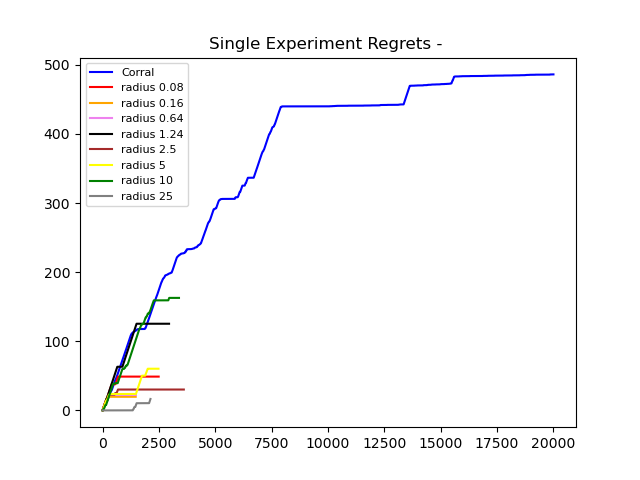 Single Experiment Regrets -
500
400
300
200
100
0
Corral
radius 0.08
radius 0.16
radius 0.64
radius 1.24
radius 2.5
radius 5
radius 10
radius 25
0 2500 5000 7500 10000 12500 15000 17500 20000